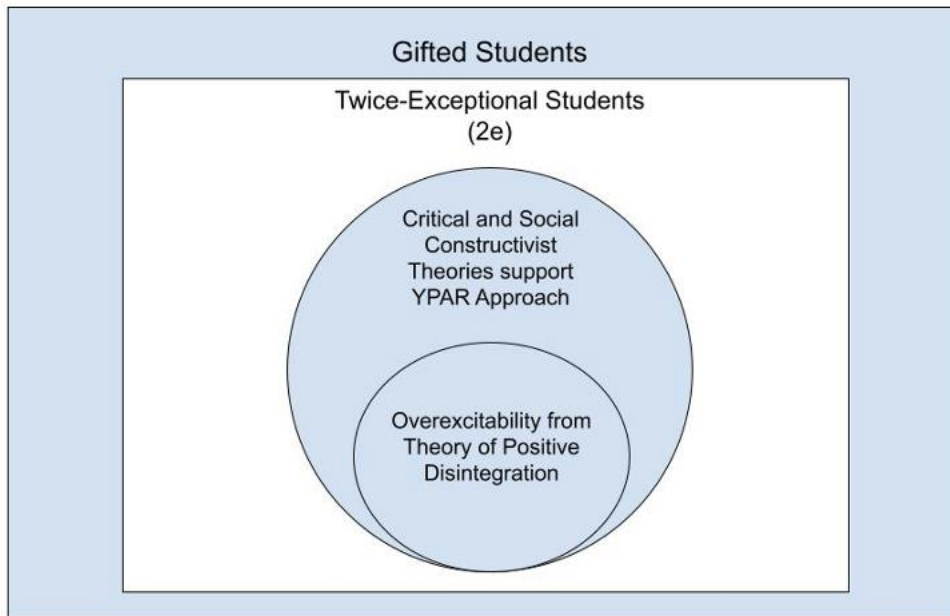 Gifted Students
Twice-Exceptional Students
(2e)
Critical and Social
Constructivist
Theories support
YPAR Approach
Overexcitability from
Theory of Positive
Disintegration